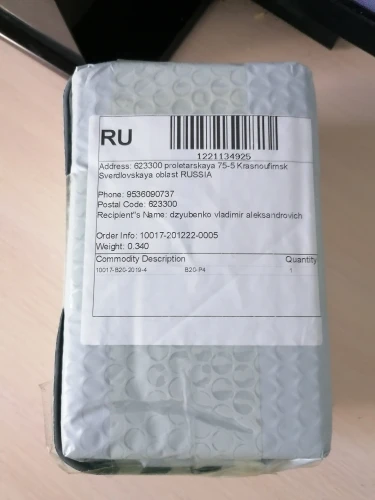 RU
1221134925
Address: 623300 proletarskaya 75-5 Krasnoufimsk
Sverdlovskaya oblast RUSSIA
Phone: 9536090737
Postal Code: 623300
Recipient"s Name: dzyubenko vladimir aleksandrovich
Order Info: 10017-201222-0005
Weight: 0.340
Commodity Description Quantity
10017-B20-2019-4 B20-P4 1